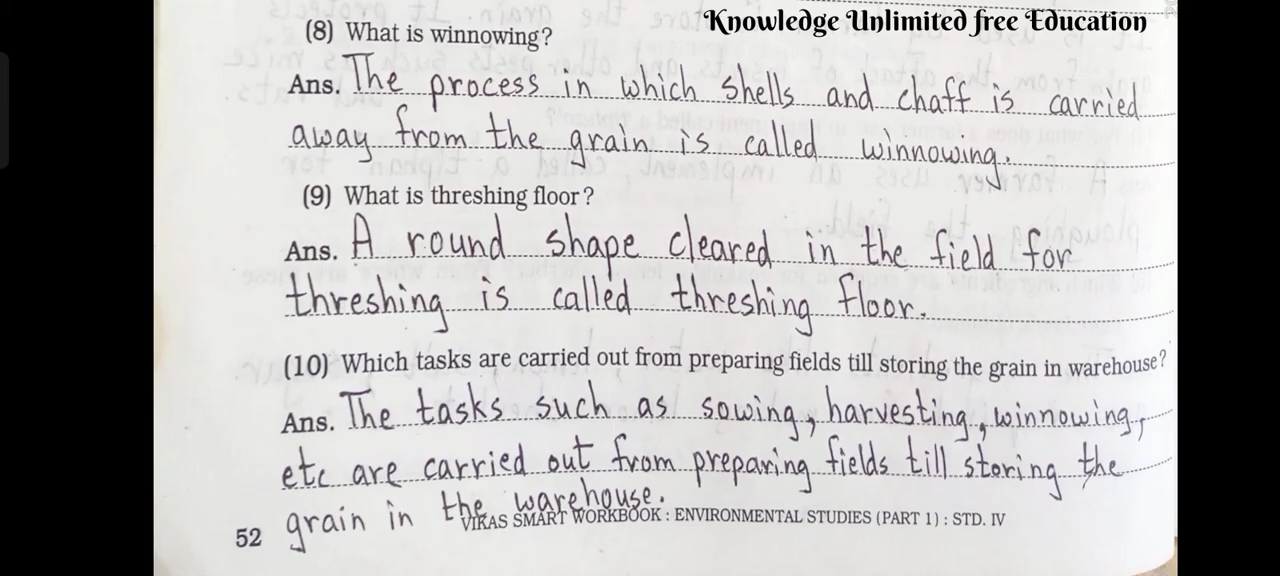 Knowledge Unlimited free Education
(8) What is winnowing?
Ans. The process in which shells and chaff is carried
away from the grain is called winnowing.
(9) What is threshing floor?
Ans. A round shape cleared in the field for
threshing is called threshing floor.
(10) Which tasks are carried out from preparing fields till storing the grain in warehouse?
Ans. The tasks such as sowing, harvesting, winnowing,
etc are carried out from preparing fields till storing the
grain in the warehouse.
52 VIKAS SMART WORKBOOK : ENVIRONMENTAL STUDIES (PART 1) : STD. IV